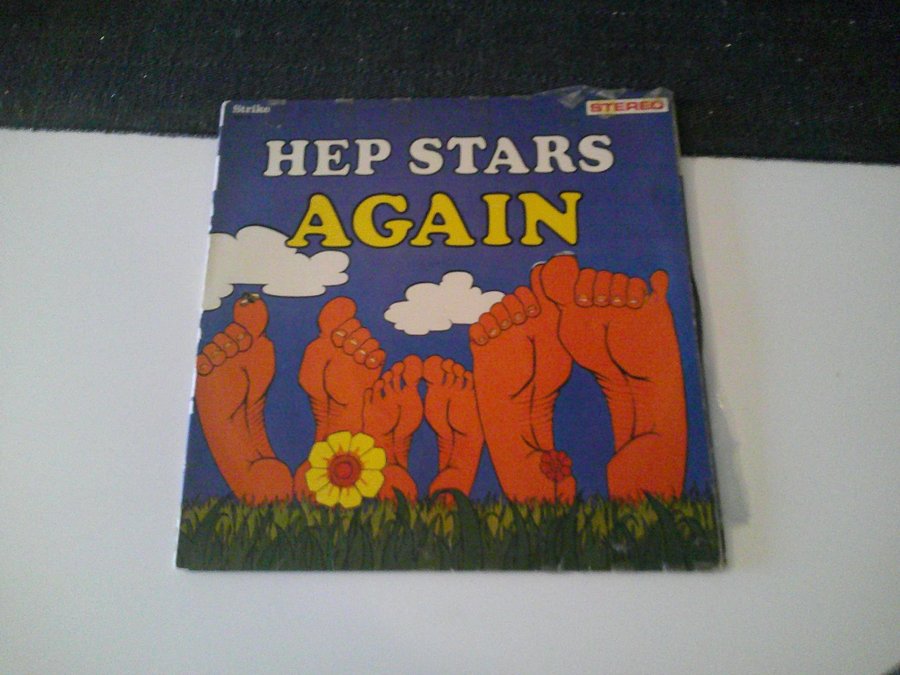 Strike
STEREO
HEP STARS
AGAIN